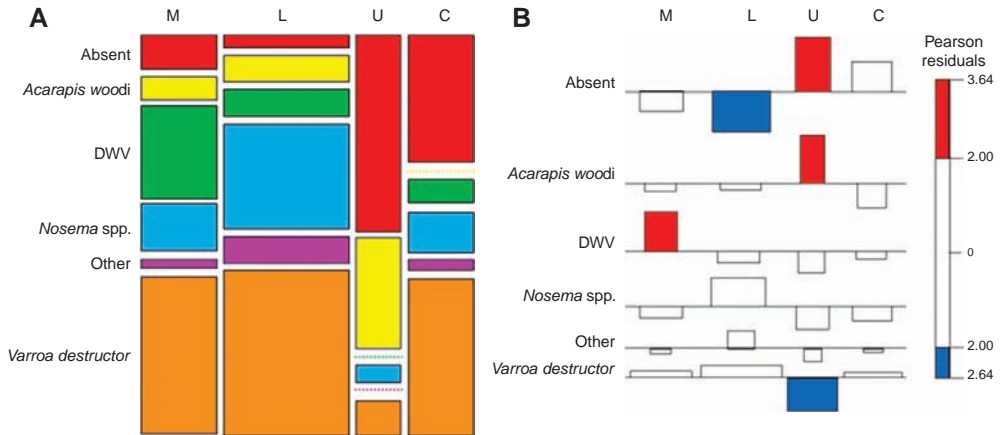 A
M L U C
Absent
Acarapis woodi
DWV
Nosema spp.
Other
Varroa destructor
B
M L U C
Absent
Acarapis woodi
DWV
Nosema spp.
Other
Varroa destructor
Pearson
residuals
3.64
2.00
0
2.00
2.64